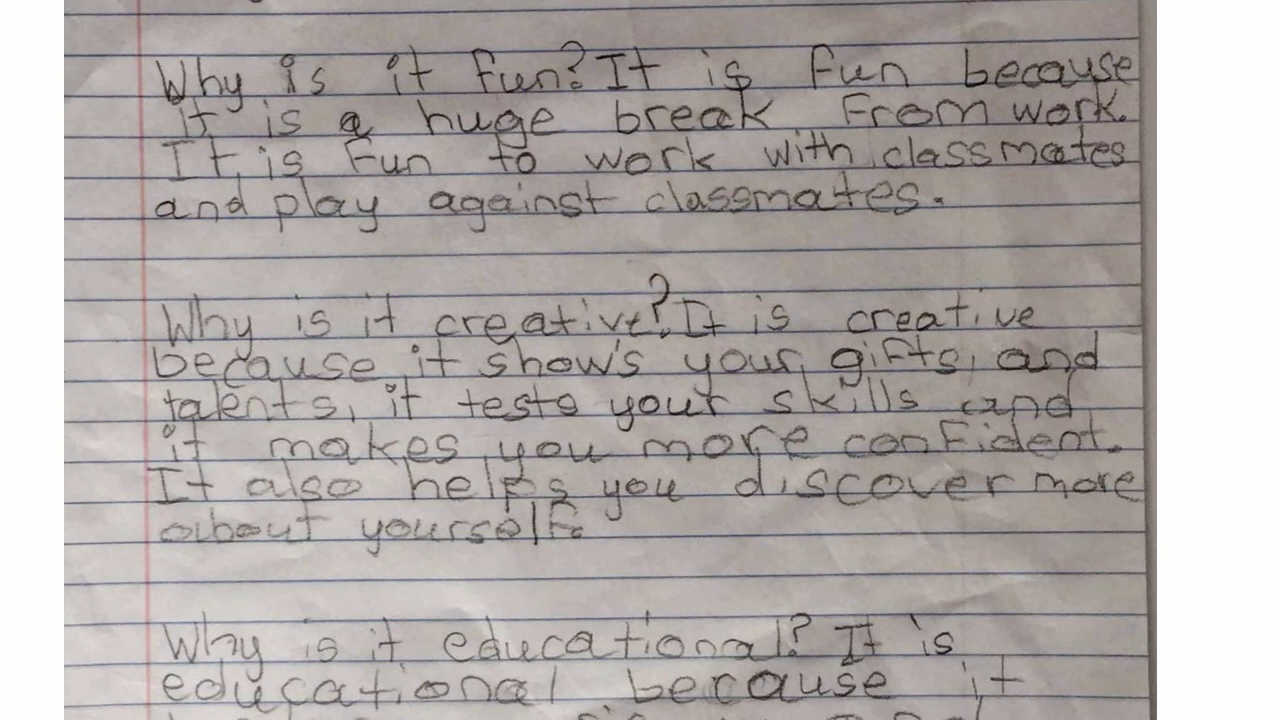 Why is it fun? It is fun because
it is a huge break from work.
It is fun to work with classmates
and play against classmates.
Why is it creative? It is creative
because it shows your gifts, and
talents, it tests your skills and
it makes you more confident.
It also helps you discover more
about yourself.
Why is it educational? It is
educational because it